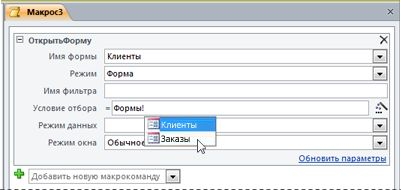 Макрос3
ОткрытьФорму
Имя формы Клиенты
Режим Форма
Имя фильтра
Условие отбора = Формы!
Клиенты
Режим данных
Заказы
Режим окна Обычное
Обновить параметры
Добавить новую макрокоманду